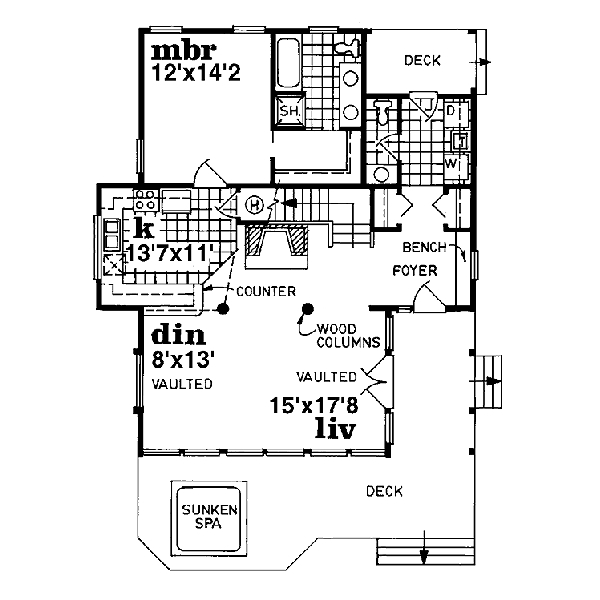 mbr
12'x14'2
DECK
SH.
D
W
H
k
13'7x11'
BENCH
FOYER
COUNTER
WOOD
COLUMNS
din
8'x13'
VAULTED
VAULTED
15'x17'8
liv
DECK
SUNKEN
SPA